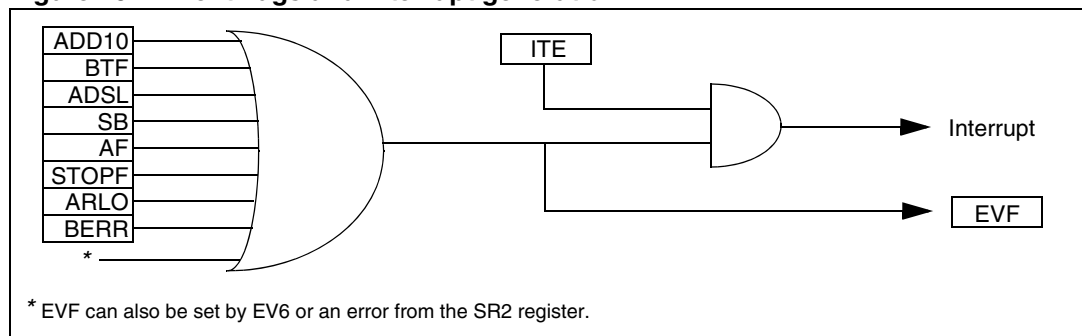 ADD10
BTF
ADSL
SB
AF
STOPF
ARLO
BERR
*
ITE
Interrupt
EVF
* EVF can also be set by EV6 or an error from the SR2 register.